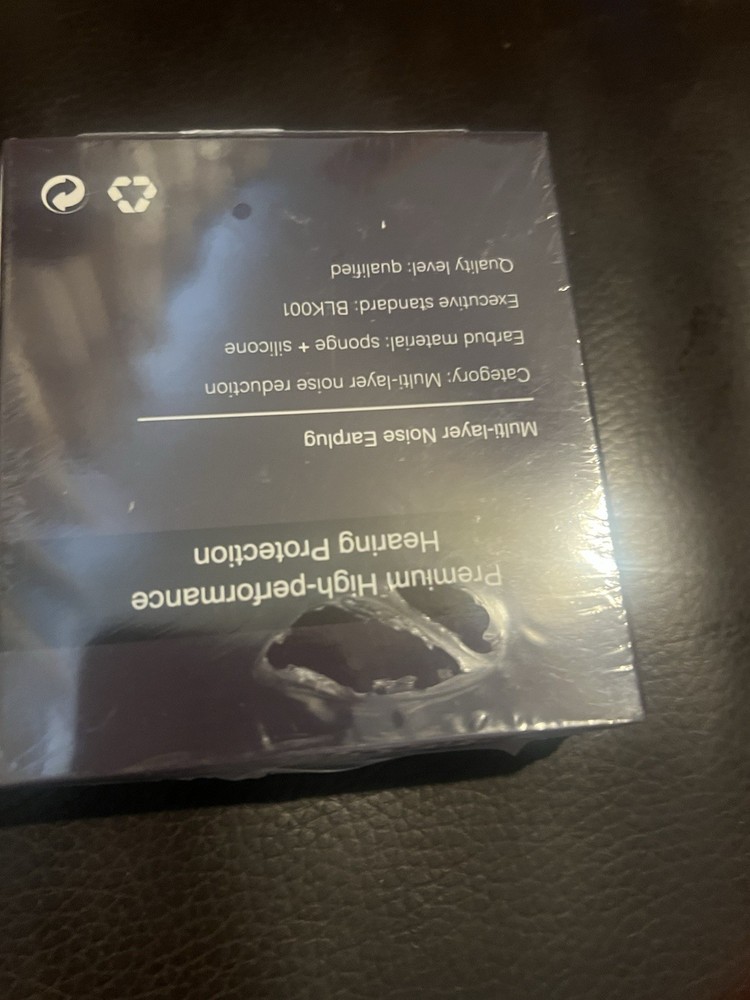 Premium High-performance
Hearing Protection
Multi-layer Noise Earplug
Category: Multi-layer noise reduction
Earbud material: sponge + silicone
Executive standard: BLK001
Quality level: qualified